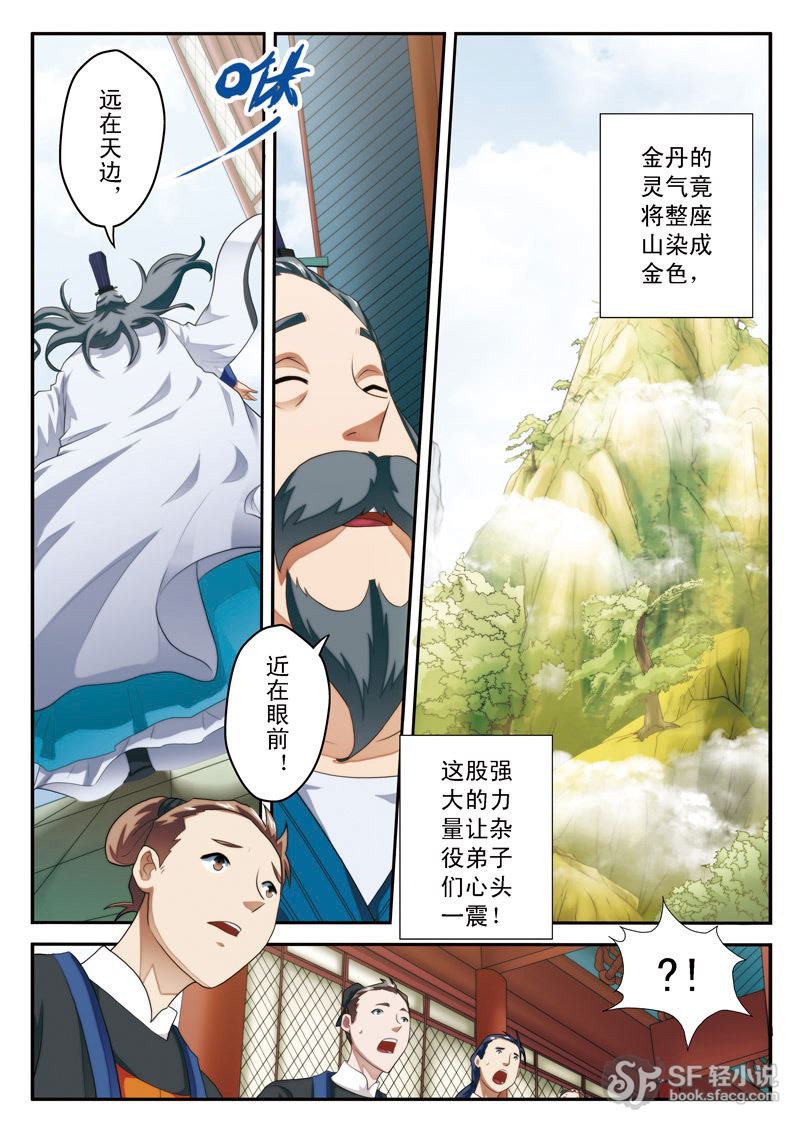 远在天边，
咻
近在眼前！
金丹的
灵气竟
将整座
山染成
金色，
这股强
大的力
量让杂
役弟子
们心头
一震！
?!
SF SF轻小说
book.sfacg.com